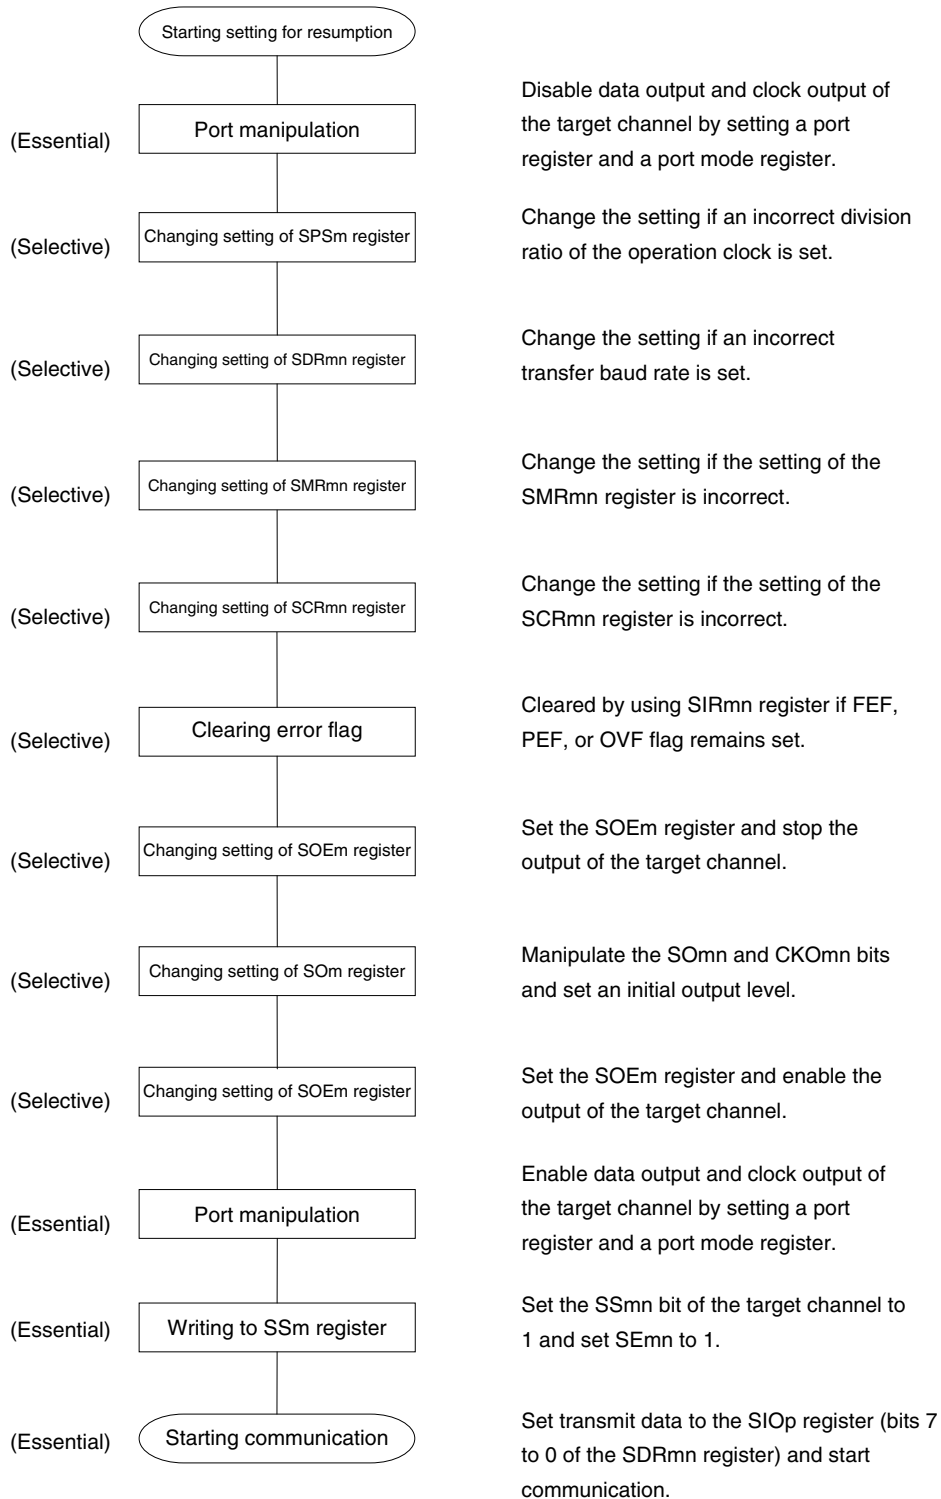 Starting setting for resumption
(Essential)
Port manipulation
Disable data output and clock output of
the target channel by setting a port
register and a port mode register.
(Selective)
Changing setting of SPSm register
Change the setting if an incorrect division
ratio of the operation clock is set.
(Selective)
Changing setting of SDRmn register
Change the setting if an incorrect
transfer baud rate is set.
(Selective)
Changing setting of SMRmn register
Change the setting if the setting of the
SMRmn register is incorrect.
(Selective)
Changing setting of SCRmn register
Change the setting if the setting of the
SCRmn register is incorrect.
(Selective)
Clearing error flag
Cleared by using SIRmn register if FEF,
PEF, or OVF flag remains set.
(Selective)
Changing setting of SOEm register
Set the SOEm register and stop the
output of the target channel.
(Selective)
Changing setting of SOm register
Manipulate the SOmn and CKOmn bits
and set an initial output level.
(Selective)
Changing setting of SOEm register
Set the SOEm register and enable the
output of the target channel.
(Essential)
Port manipulation
Enable data output and clock output of
the target channel by setting a port
register and a port mode register.
(Essential)
Writing to SSm register
Set the SSmn bit of the target channel to
1 and set SEmn to 1.
(Essential)
Starting communication
Set transmit data to the SIOp register (bits 7
to 0 of the SDRmn register) and start
communication.